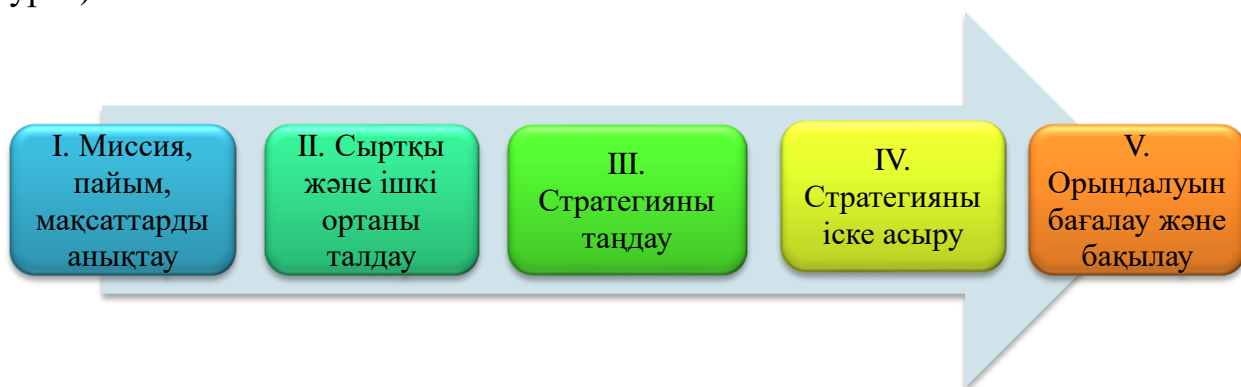 I. Миссия,
пайым,
мақсаттарды
анықтау
II. Сыртқы
және ішкі
ортаны
талдау
III.
Стратегияны
таңдау
IV.
Стратегияны
іске асыру
V.
Орындалуын
бағалау және
бақылау